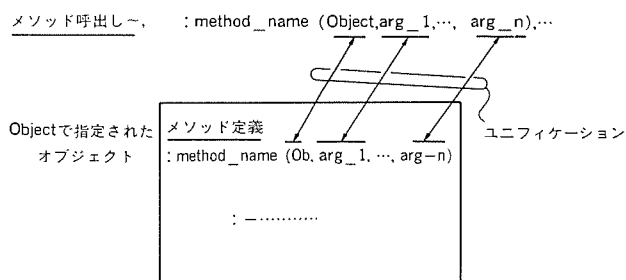 メソッド呼出し～, :method_name (Object,arg_1,…, arg_n),…
Objectで指定された
オブジェクト
メソッド定義
:method_name (Ob, arg_1, …, arg-n)
ユニフィケーション
:－…………